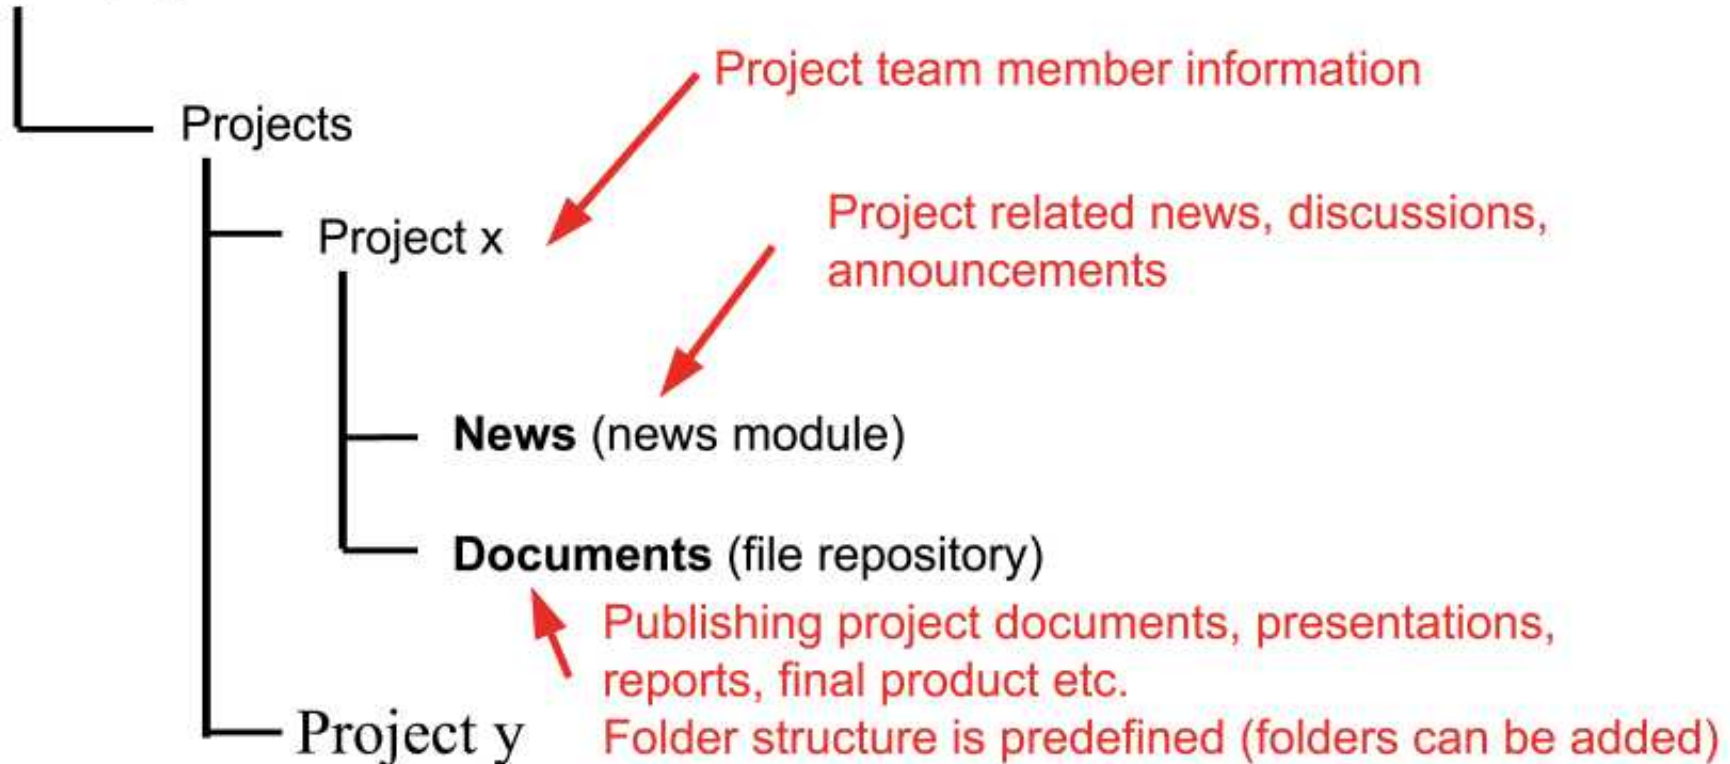 Project team member information
Projects
Project x
Project related news, discussions,
announcements
News (news module)
Documents (file repository)
Publishing project documents, presentations,
reports, final product etc.
Project y
Folder structure is predefined (folders can be added)